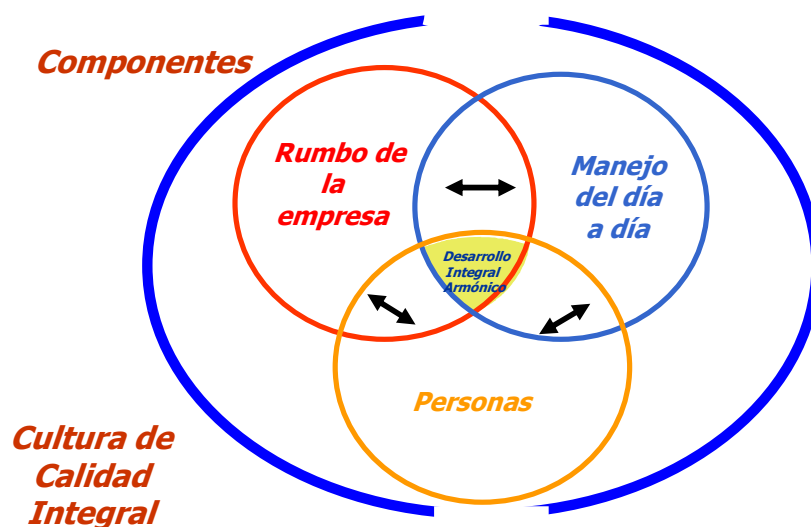 Componentes
Rumbo de
la
empresa
Manejo
del día
a día
Desarrollo
Integral
Armónico
Personas
Cultura de
Calidad
Integral